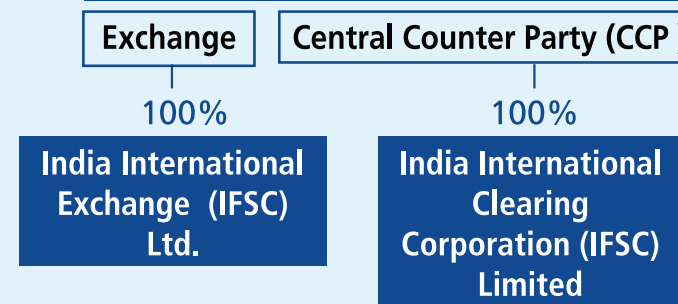 Exchange
Central Counter Party (CCP )
100%
100%
India International
Exchange (IFSC)
Ltd.
India International
Clearing
Corporation (IFSC)
Limited